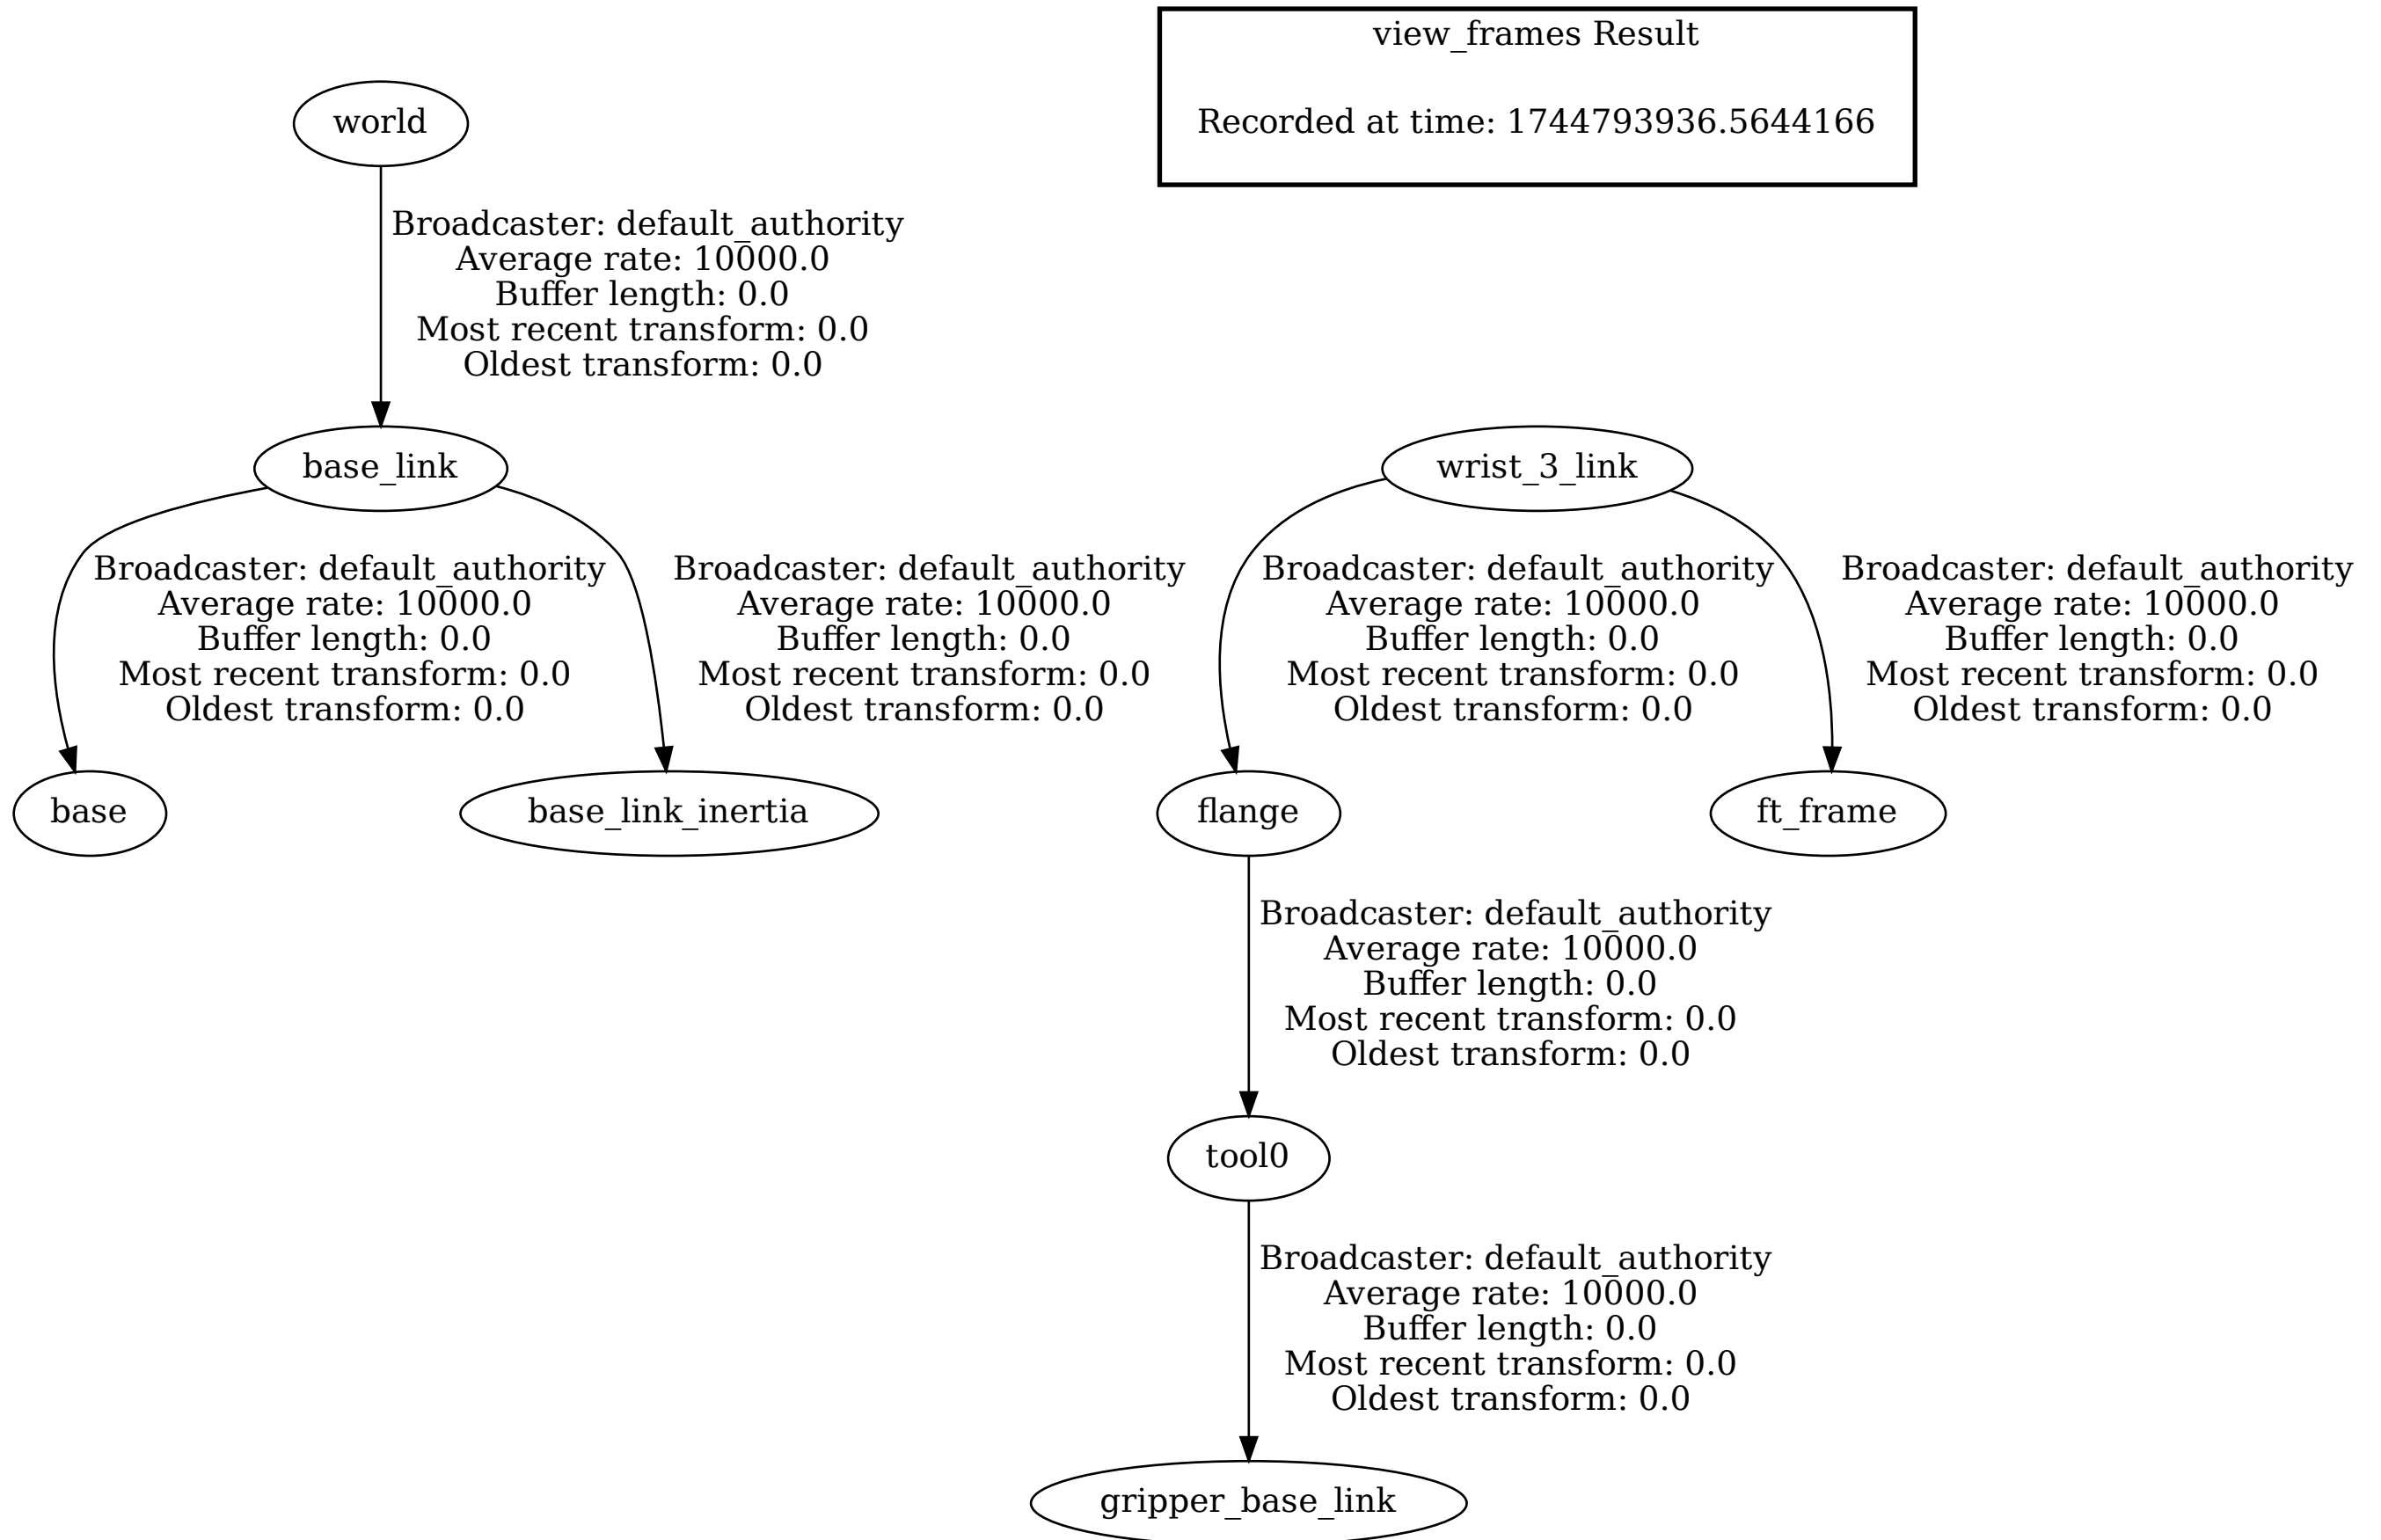 view_frames Result
Recorded at time: 1744793936.5644166
world
Broadcaster: default_authority
Average rate: 10000.0
Buffer length: 0.0
Most recent transform: 0.0
Oldest transform: 0.0
base_link
wrist_3_link
Broadcaster: default_authority
Average rate: 10000.0
Buffer length: 0.0
Most recent transform: 0.0
Oldest transform: 0.0
Broadcaster: default_authority
Average rate: 10000.0
Buffer length: 0.0
Most recent transform: 0.0
Oldest transform: 0.0
Broadcaster: default_authority
Average rate: 10000.0
Buffer length: 0.0
Most recent transform: 0.0
Oldest transform: 0.0
Broadcaster: default_authority
Average rate: 10000.0
Buffer length: 0.0
Most recent transform: 0.0
Oldest transform: 0.0
base
base_link_inertia
flange
ft_frame
Broadcaster: default_authority
Average rate: 10000.0
Buffer length: 0.0
Most recent transform: 0.0
Oldest transform: 0.0
tool0
Broadcaster: default_authority
Average rate: 10000.0
Buffer length: 0.0
Most recent transform: 0.0
Oldest transform: 0.0
gripper_base_link